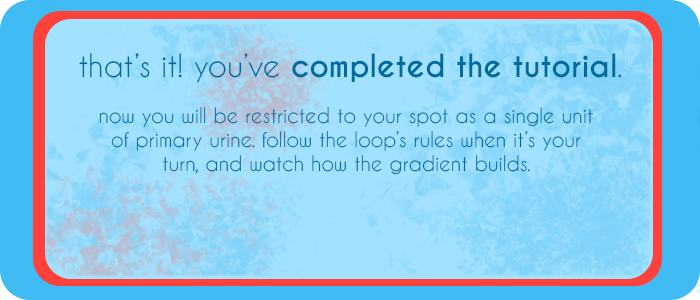 that's it! you've completed the tutorial.
now you will be restricted to your spot as a single unit
of primary urine. follow the loop's rules when it's your
turn, and watch how the gradient builds.